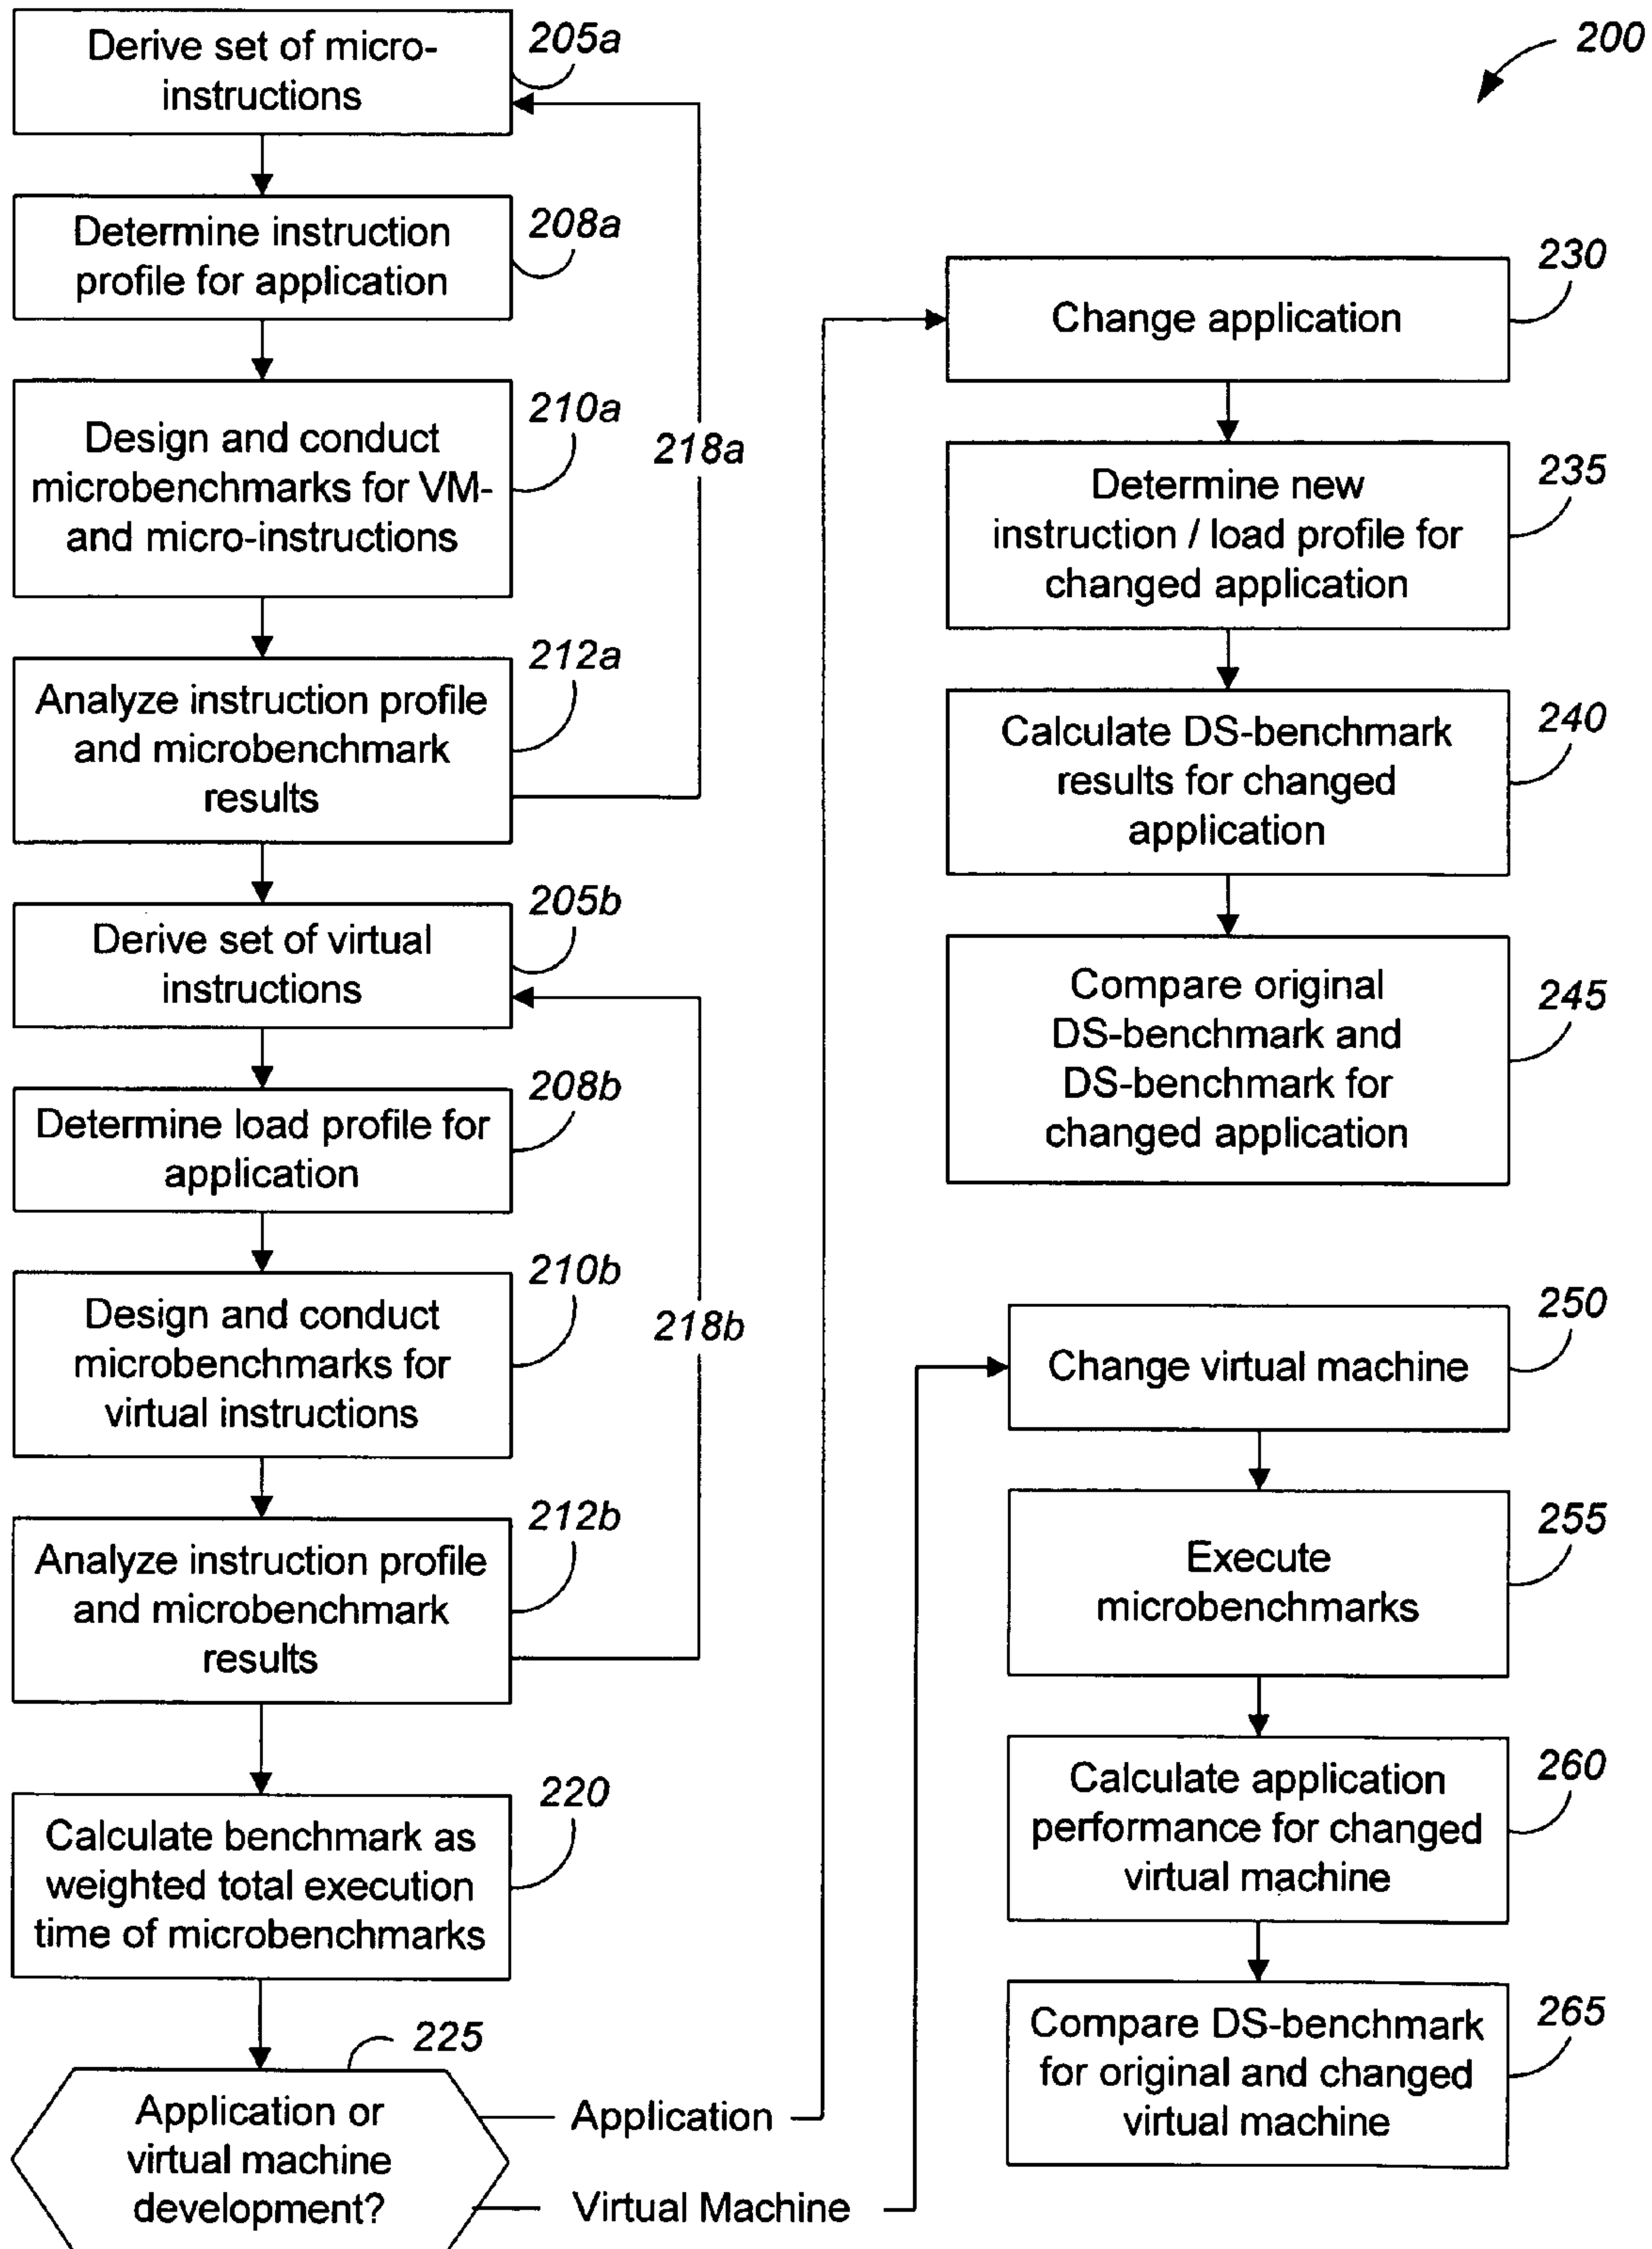 200
Derive set of micro-
instructions
205a
Determine instruction
profile for application
208a
Design and conduct
microbenchmarks for VM-
and micro-instructions
210a
218a
Analyze instruction profile
and microbenchmark
results
212a
Derive set of virtual
instructions
205b
Determine load profile for
application
208b
Design and conduct
microbenchmarks for
virtual instructions
210b
218b
Analyze instruction profile
and microbenchmark
results
212b
Calculate benchmark as
weighted total execution
time of microbenchmarks
220
Application or
virtual machine
development?
225
Application
Virtual Machine
Change application
230
Determine new
instruction / load profile for
changed application
235
Calculate DS-benchmark
results for changed
application
240
Compare original
DS-benchmark and
DS-benchmark for
changed application
245
Change virtual machine
250
Execute
microbenchmarks
255
Calculate application
performance for changed
virtual machine
260
Compare DS-benchmark
for original and changed
virtual machine
265